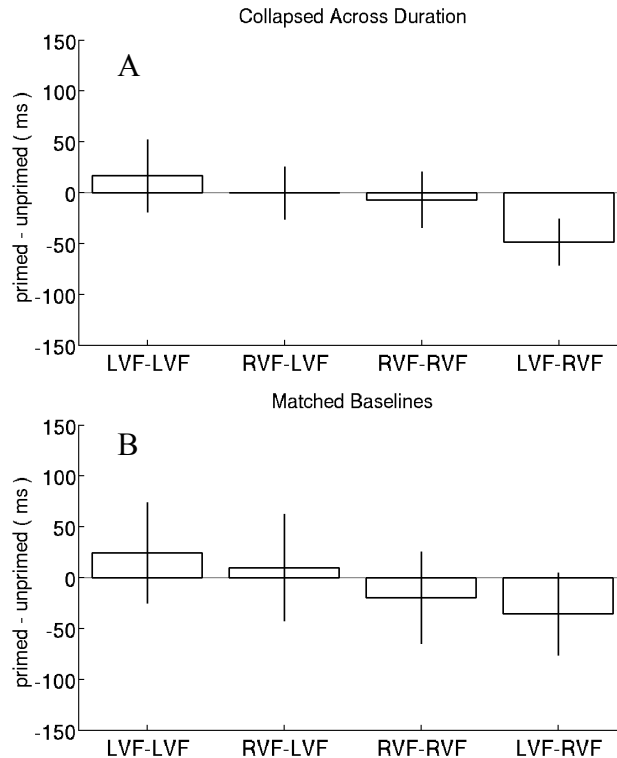 Collapsed Across Duration
A
primed - unprimed ( ms )
150
100
50
0
-50
-100
-150
LVF-LVF RVF-LVF RVF-RVF LVF-RVF
Matched Baselines
B
primed - unprimed ( ms )
150
100
50
0
-50
-100
-150
LVF-LVF RVF-LVF RVF-RVF LVF-RVF